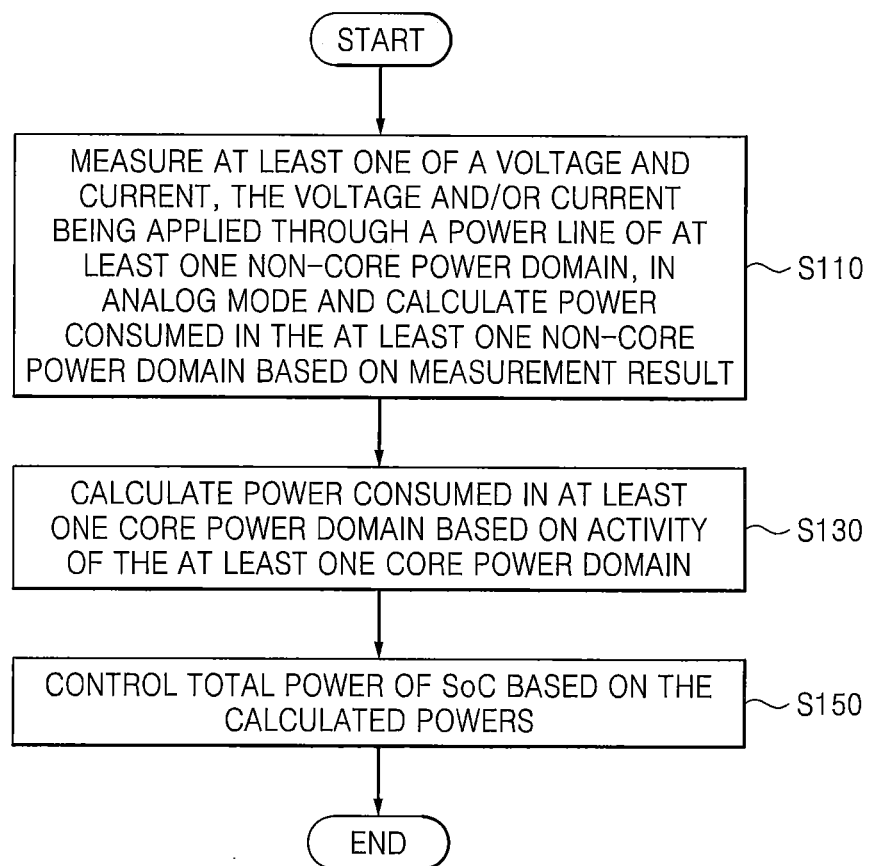 START
MEASURE AT LEAST ONE OF A VOLTAGE AND
CURRENT, THE VOLTAGE AND/OR CURRENT
BEING APPLIED THROUGH A POWER LINE OF AT
LEAST ONE NON-CORE POWER DOMAIN, IN
ANALOG MODE AND CALCULATE POWER
CONSUMED IN THE AT LEAST ONE NON-CORE
POWER DOMAIN BASED ON MEASUREMENT RESULT
S110
CALCULATE POWER CONSUMED IN AT LEAST
ONE CORE POWER DOMAIN BASED ON ACTIVITY
OF THE AT LEAST ONE CORE POWER DOMAIN
S130
CONTROL TOTAL POWER OF SoC BASED ON THE
CALCULATED POWERS
S150
END